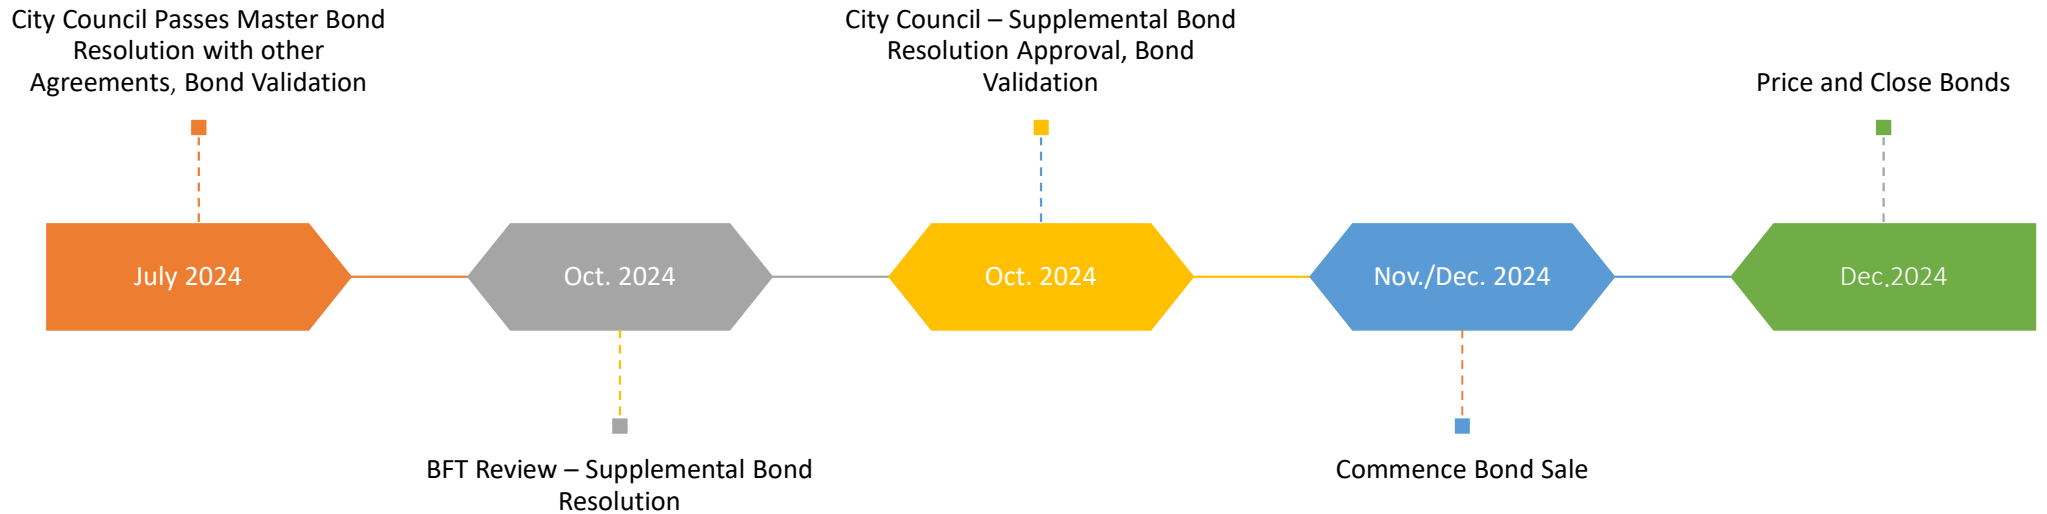 City Council Passes Master Bond
Resolution with other
Agreements, Bond Validation
City Council – Supplemental Bond
Resolution Approval, Bond
Validation
Price and Close Bonds
July 2024
Oct. 2024
Oct. 2024
Nov./Dec. 2024
Dec.2024
BFT Review – Supplemental Bond
Resolution
Commence Bond Sale